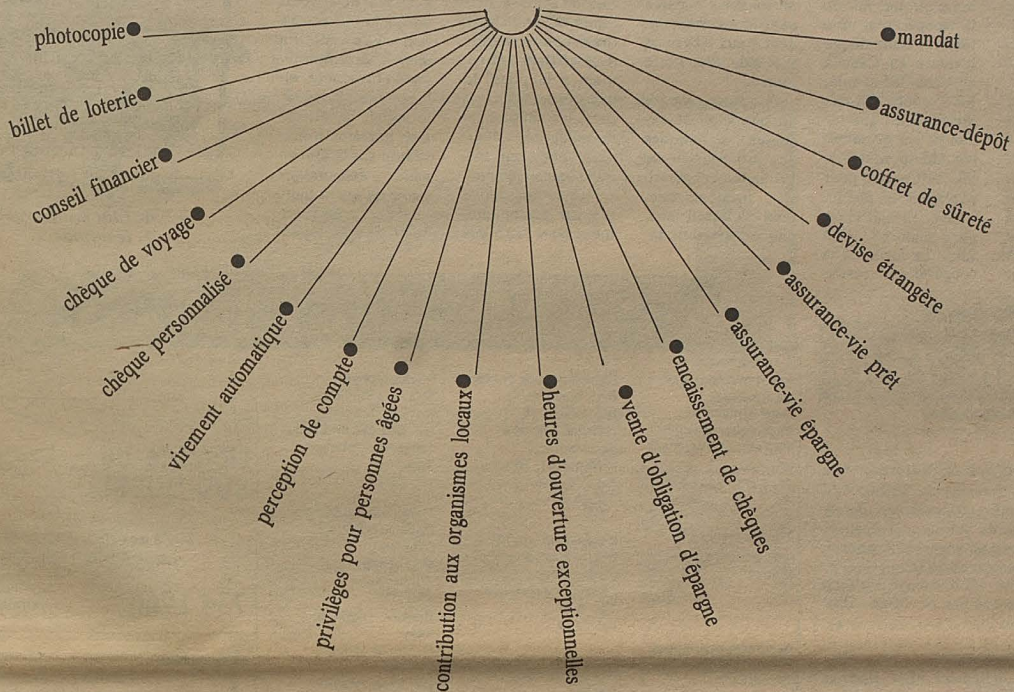 photocopie
billet de loterie
conseil financier
chèque de voyage
chèque personnalisé
virement automatique
perception de compte
privilèges pour personnes âgées
contribution aux organismes locaux
heures d'ouverture exceptionnelles
vente d'obligation d'épargne
encaissement de chèques
assurance-vie épargne
assurance-vie prêt
devise étrangère
coffret de sûreté
assurance-dépôt
mandat